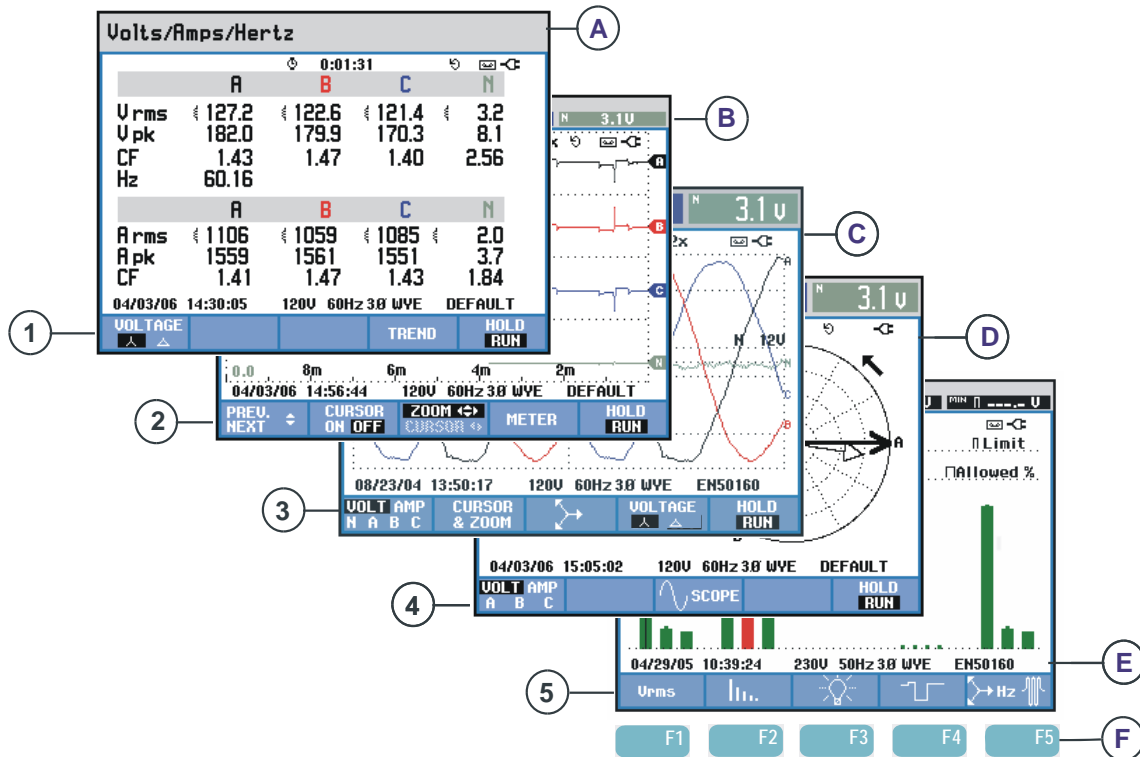 Volts/Amps/Hertz
A
0:01:31
A B C N
Vrms 127.2 122.6 121.4 3.2
Vpk 182.0 179.9 170.3 8.1
CF 1.43 1.47 1.40 2.56
Hz 60.16
A B C N
Arms 1106 1059 1085 2.0
Apk 1559 1561 1551 3.7
CF 1.41 1.47 1.43 1.84
04/03/06 14:30:05 120V 60Hz 3Ø WYE DEFAULT
1
VOLTAGE TREND HOLD
RUN
N 3.1V
B
A
B
C
N
0.0 8m 6m 4m 2m
04/03/06 14:56:44 120V 60Hz 3Ø WYE DEFAULT
2
PREV. NEXT CURSOR ON OFF ZOOM CURSOR METER HOLD RUN
N 3.1 V
C
2x
A
N 12V
N
C
B
08/23/04 13:50:17 120V 60Hz 3Ø WYE EN50160
3
VOLT AMP CURSOR VOLTAGE HOLD
N A B C & ZOOM RUN
N 3.1 V
D
A
04/03/06 15:05:02 120V 60Hz 3Ø WYE DEFAULT
4
VOLT AMP SCOPE HOLD
A B C RUN
MIN ---.- V
Limit
Allowed %
04/29/05 10:39:24 230V 50Hz 3Ø WYE EN50160
E
5
Vrms Hz
F1 F2 F3 F4 F5
F